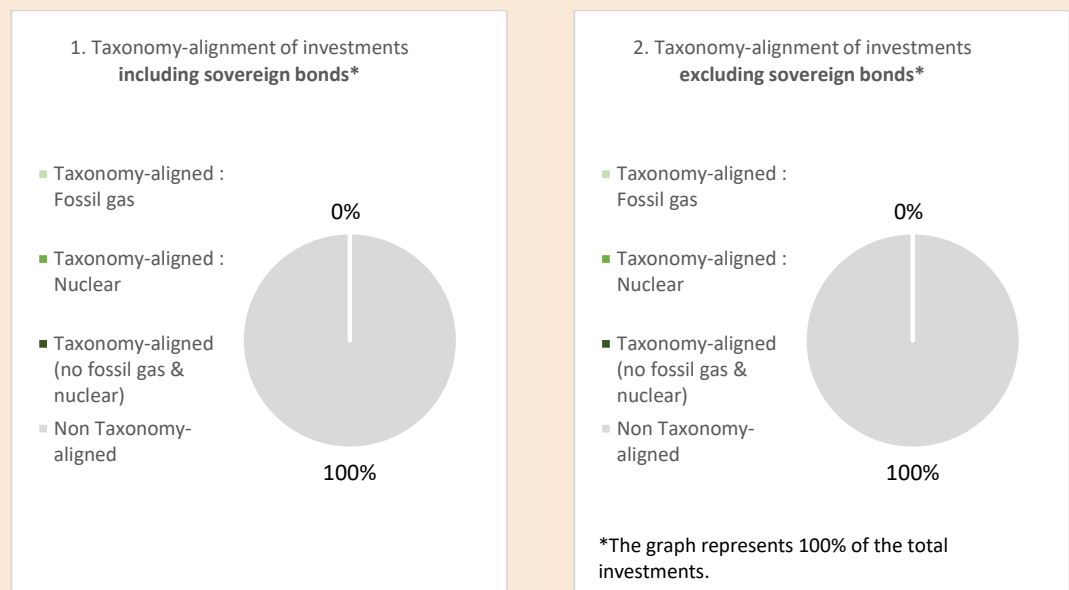 1. Taxonomy-alignment of investments
including sovereign bonds*
Taxonomy-aligned :
Fossil gas
Taxonomy-aligned :
Nuclear
Taxonomy-aligned
(no fossil gas &
nuclear)
Non Taxonomy-
aligned
0%
100%
2. Taxonomy-alignment of investments
excluding sovereign bonds*
Taxonomy-aligned :
Fossil gas
Taxonomy-aligned :
Nuclear
Taxonomy-aligned
(no fossil gas &
nuclear)
Non Taxonomy-
aligned
0%
100%
*The graph represents 100% of the total
investments.